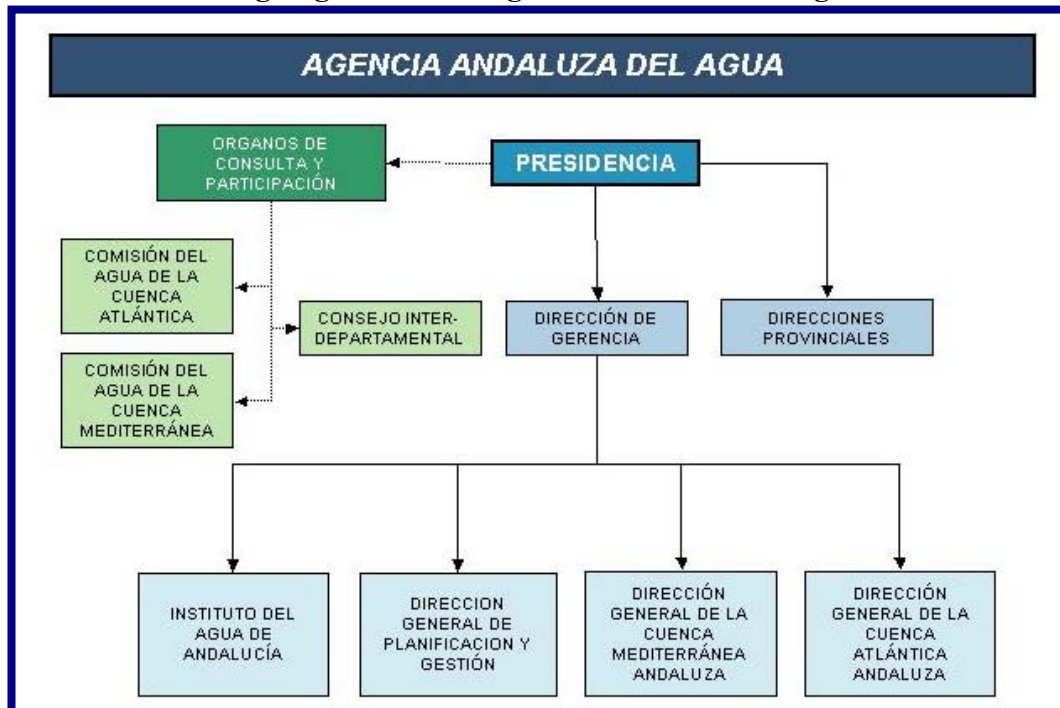 AGENCIA ANDALUZA DEL AGUA
ORGANOS DE
CONSULTA Y
PARTICIPACIÓN
PRESIDENCIA
COMISIÓN DEL
AGUA DE LA
CUENCA
ATLÁNTICA
CONSEJO INTER-
DEPARTAMENTAL
DIRECCIÓN DE
GERENCIA
DIRECCIONES
PROVINCIALES
COMISIÓN DEL
AGUA DE LA
CUENCA
MEDITERRÁNEA
INSTITUTO DEL
AGUA DE
ANDALUCÍA
DIRECCION
GENERAL DE
PLANIFICACION Y
GESTIÓN
DIRECCIÓN
GENERAL DE LA
CUENCA
MEDITERRÁNEA
ANDALUZA
DIRECCIÓN
GENERAL DE LA
CUENCA
ATLÁNTICA
ANDALUZA